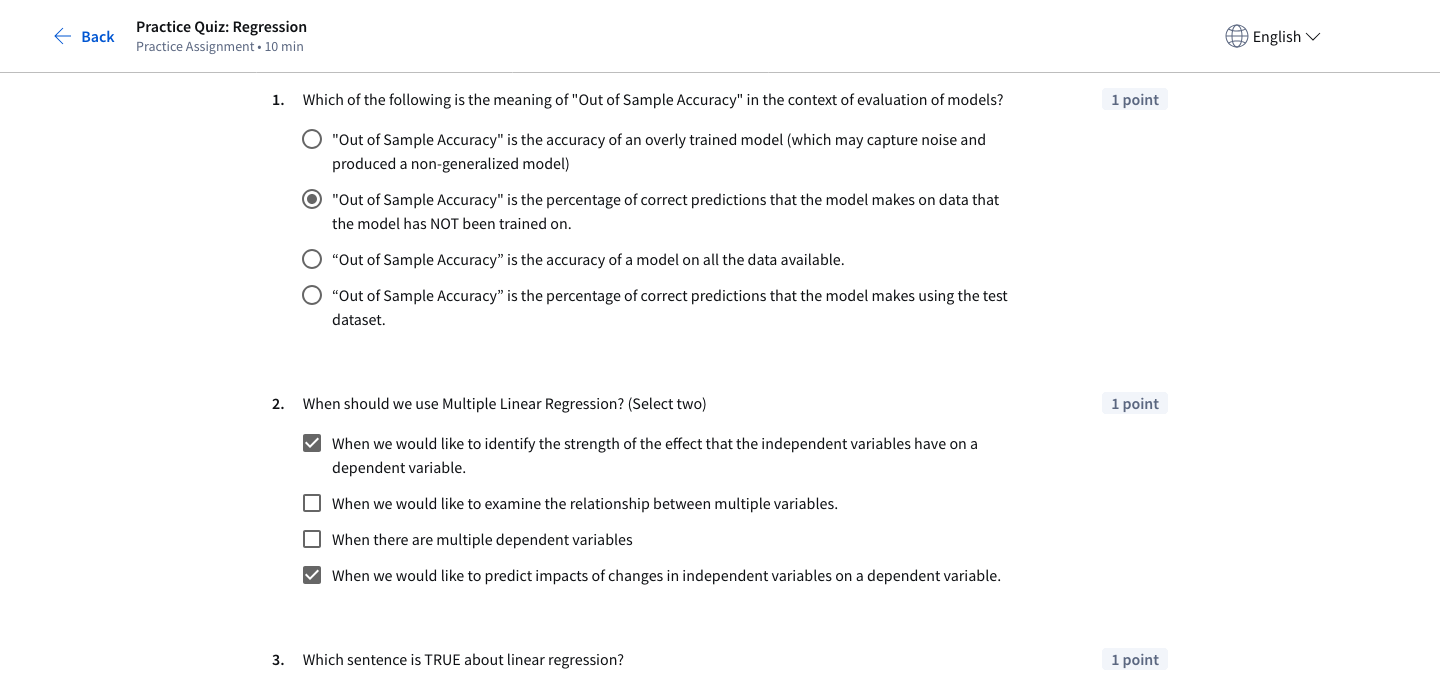 Back
Practice Quiz: Regression
Practice Assignment • 10 min
English
1. Which of the following is the meaning of "Out of Sample Accuracy" in the context of evaluation of models?
1 point
"Out of Sample Accuracy" is the accuracy of an overly trained model (which may capture noise and
produced a non-generalized model)
"Out of Sample Accuracy" is the percentage of correct predictions that the model makes on data that
the model has NOT been trained on.
“Out of Sample Accuracy” is the accuracy of a model on all the data available.
“Out of Sample Accuracy” is the percentage of correct predictions that the model makes using the test
dataset.
2. When should we use Multiple Linear Regression? (Select two)
1 point
When we would like to identify the strength of the effect that the independent variables have on a
dependent variable.
When we would like to examine the relationship between multiple variables.
When there are multiple dependent variables
When we would like to predict impacts of changes in independent variables on a dependent variable.
3. Which sentence is TRUE about linear regression?
1 point